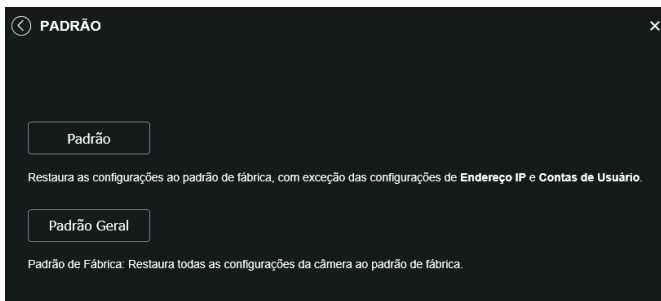 PADRÃO
Padrão
Restaura as configurações ao padrão de fábrica, com exceção das configurações de Endereço IP e Contas de Usuário.
Padrão Geral
Padrão de Fábrica: Restaura todas as configurações da câmera ao padrão de fábrica.